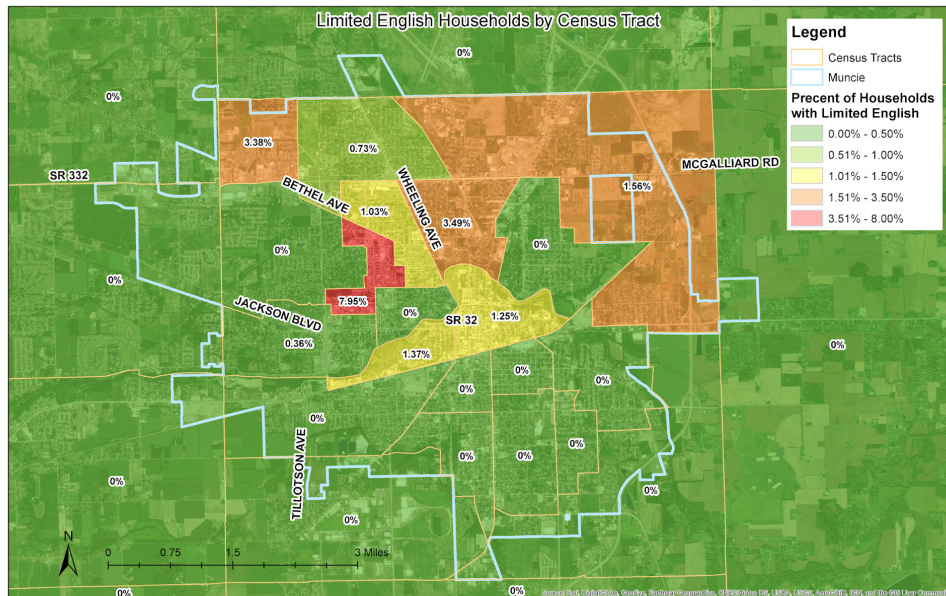 Limited English Households by Census Tract
Legend
Census Tracts
Muncie
Precent of Households
with Limited English
0.00% - 0.50%
0.51% - 1.00%
1.01% - 1.50%
1.51% - 3.50%
3.51% - 8.00%
0%
0%
3.38%
0.73%
MCGALLIARD RD
SR 332
BETHEL AVE
WHEELING AVE
1.56%
1.03%
3.49%
0%
0%
0%
7.95%
JACKSON BLVD
0%
SR 32
1.25%
0.36%
1.37%
0%
0%
0%
0%
0%
0%
TILLOTSON AVE
0%
0%
0%
0%
0%
0%
N
0 0.75 1.5 3 Miles
0%
0%